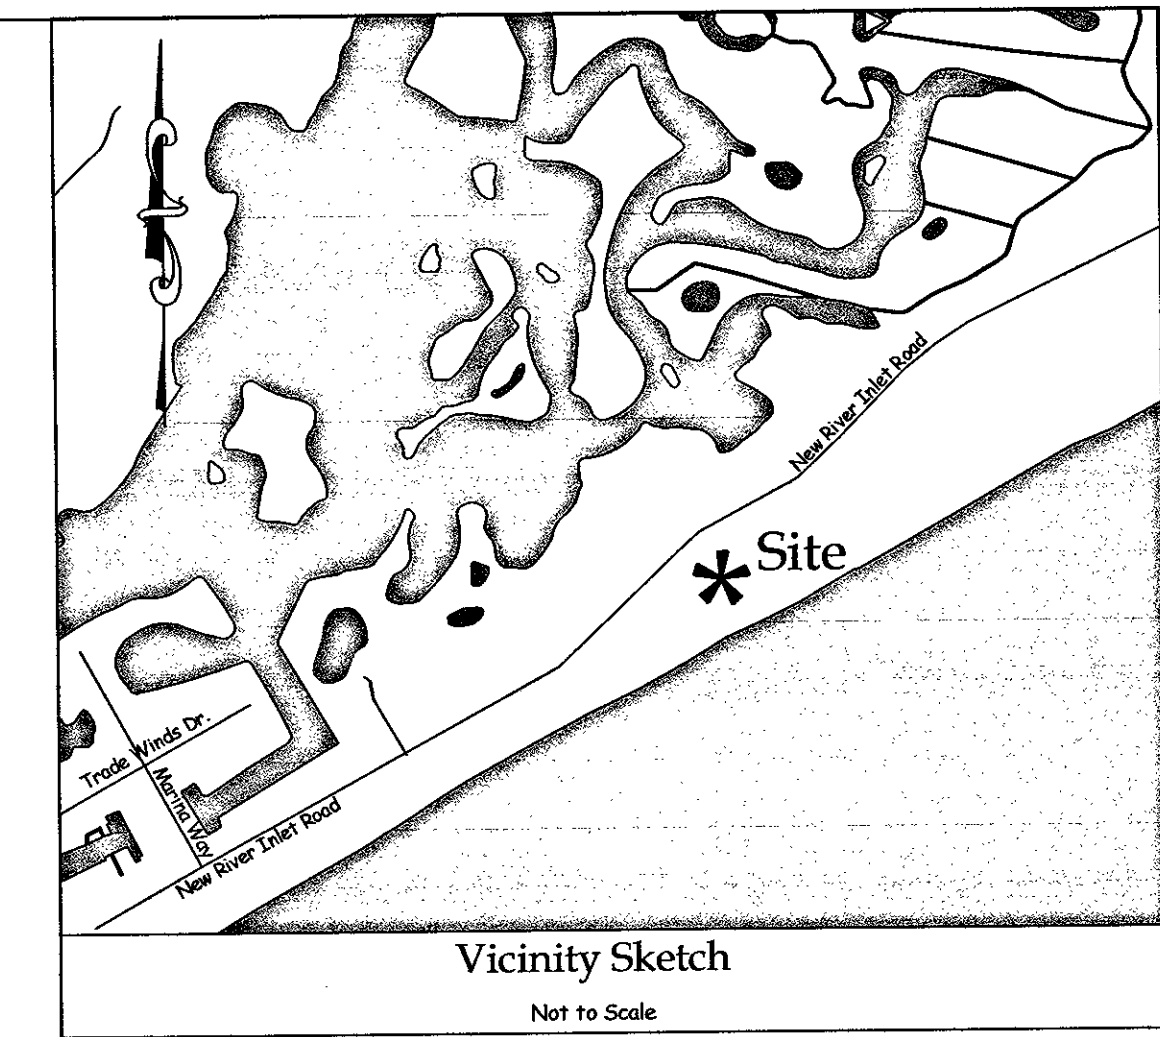 New River Inlet Road
Site
Trade Winds Dr.
Marina Way
New River Inlet Road
Vicinity Sketch
Not to Scale